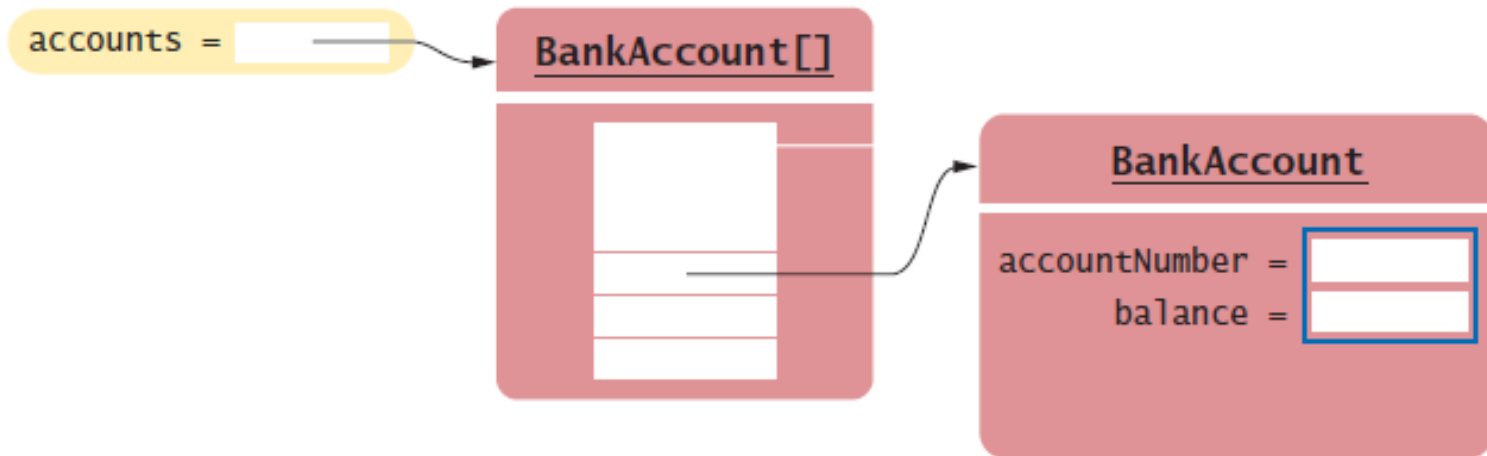 accounts =
BankAccount[]
BankAccount
accountNumber =
balance =